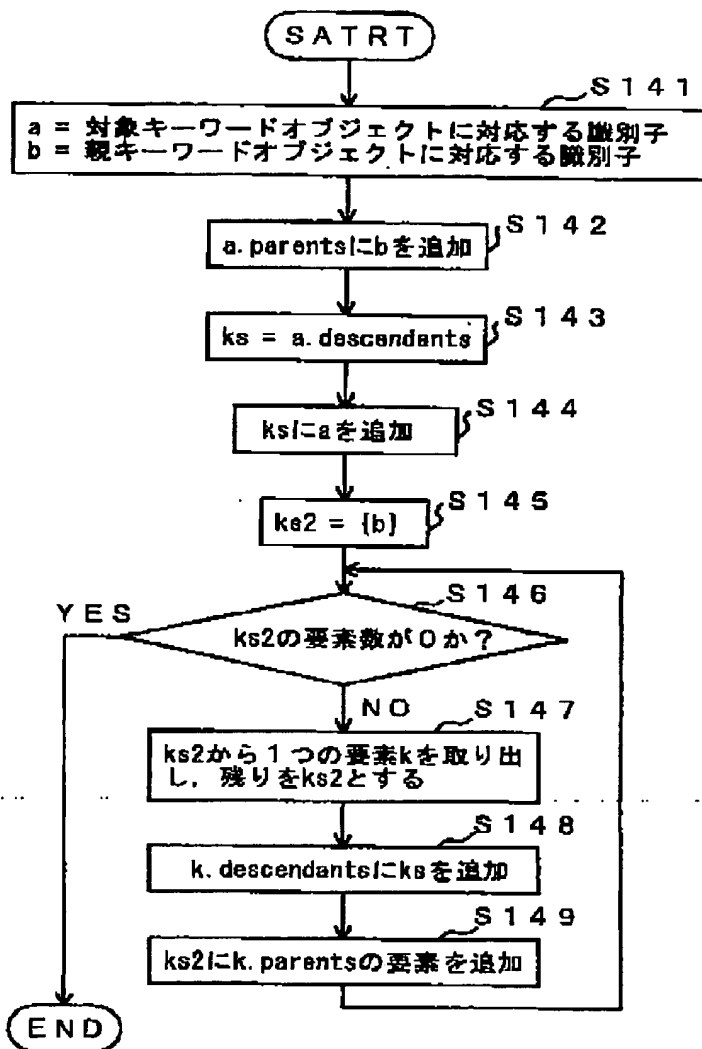 SATRT
S141
a = 対象キーワードオブジェクトに対応する識別子
b = 親キーワードオブジェクトに対応する識別子
S142
a.parentsにbを追加
S143
ks = a.descendants
S144
ksにaを追加
S145
ks2 = {b}
S146
YES
ks2の要素数が0か?
NO
S147
ks2から1つの要素kを取り出
し，残りをks2とする
S148
k.descendantsにksを追加
S149
ks2にk.parentsの要素を追加
END